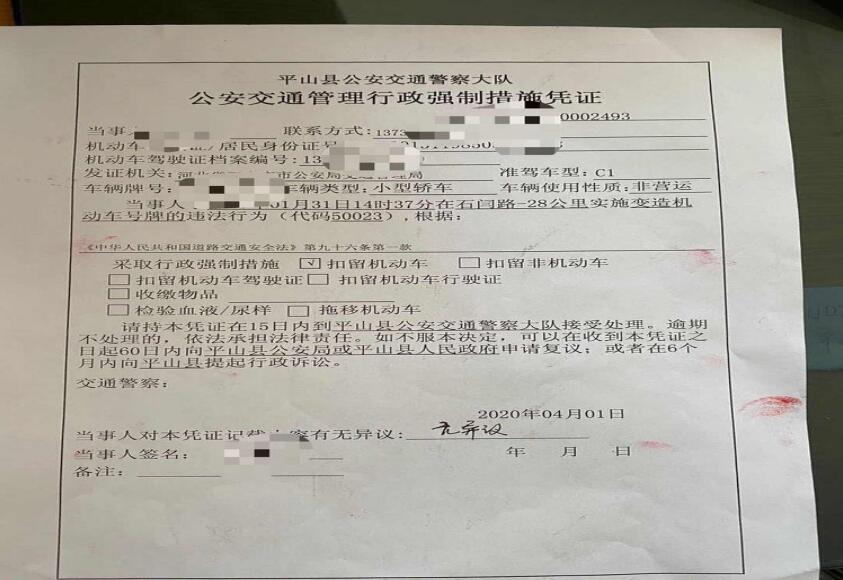 平山县公安交通警察大队
公安交通管理行政强制措施凭证
0002493
当事人 联系方式:1373
机动车 /居民身份证号
机动车驾驶证档案编号:13
发证机关: 市公安局交 准驾车型:C1
车辆牌号: 车辆类型:小型轿车 车辆使用性质:非营运
当事人 01月31日14时37分在石闫路-28公里实施变造机
动车号牌的违法行为(代码50023),根据:
《中华人民共和国道路交通安全法》第九十六条第一款
采取行政强制措施 √ 扣留机动车 扣留非机动车
扣留机动车驾驶证 扣留机动车行驶证
收缴物品
检验血液/尿样 拖移机动车
请持本凭证在15日内到平山县公安交通警察大队接受处理。逾期
不处理的,依法承担法律责任。如不服本决定,可以在收到本凭证之
日起60日内向平山县公安局或平山县人民政府申请复议;或者在6个
月内向平山县提起行政诉讼。
交通警察:
2020年04月01日
当事人对本凭证记载内容有无异议: 无异议
当事人签名: 年 月 日
备注: